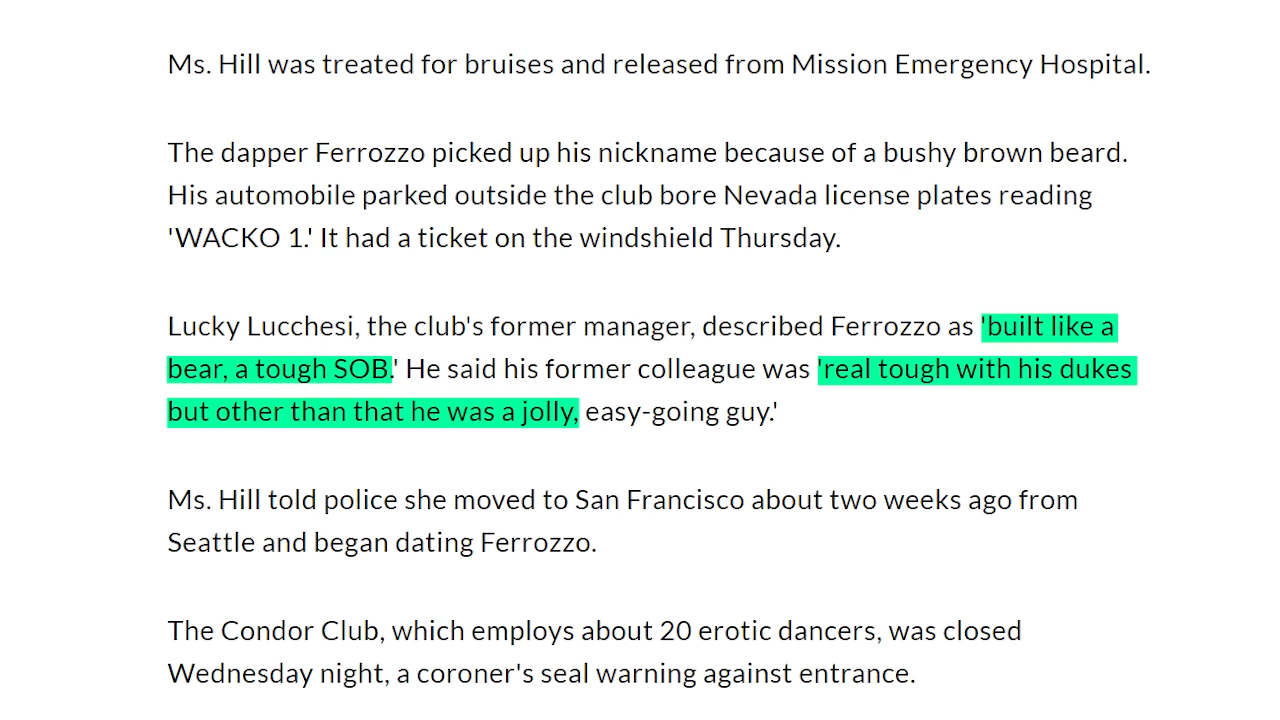 Ms. Hill was treated for bruises and released from Mission Emergency Hospital.
The dapper Ferrozzo picked up his nickname because of a bushy brown beard.
His automobile parked outside the club bore Nevada license plates reading
'WACKO 1.' It had a ticket on the windshield Thursday.
Lucky Lucchesi, the club's former manager, described Ferrozzo as 'built like a
bear, a tough SOB.' He said his former colleague was 'real tough with his dukes
but other than that he was a jolly, easy-going guy.'
Ms. Hill told police she moved to San Francisco about two weeks ago from
Seattle and began dating Ferrozzo.
The Condor Club, which employs about 20 erotic dancers, was closed
Wednesday night, a coroner's seal warning against entrance.